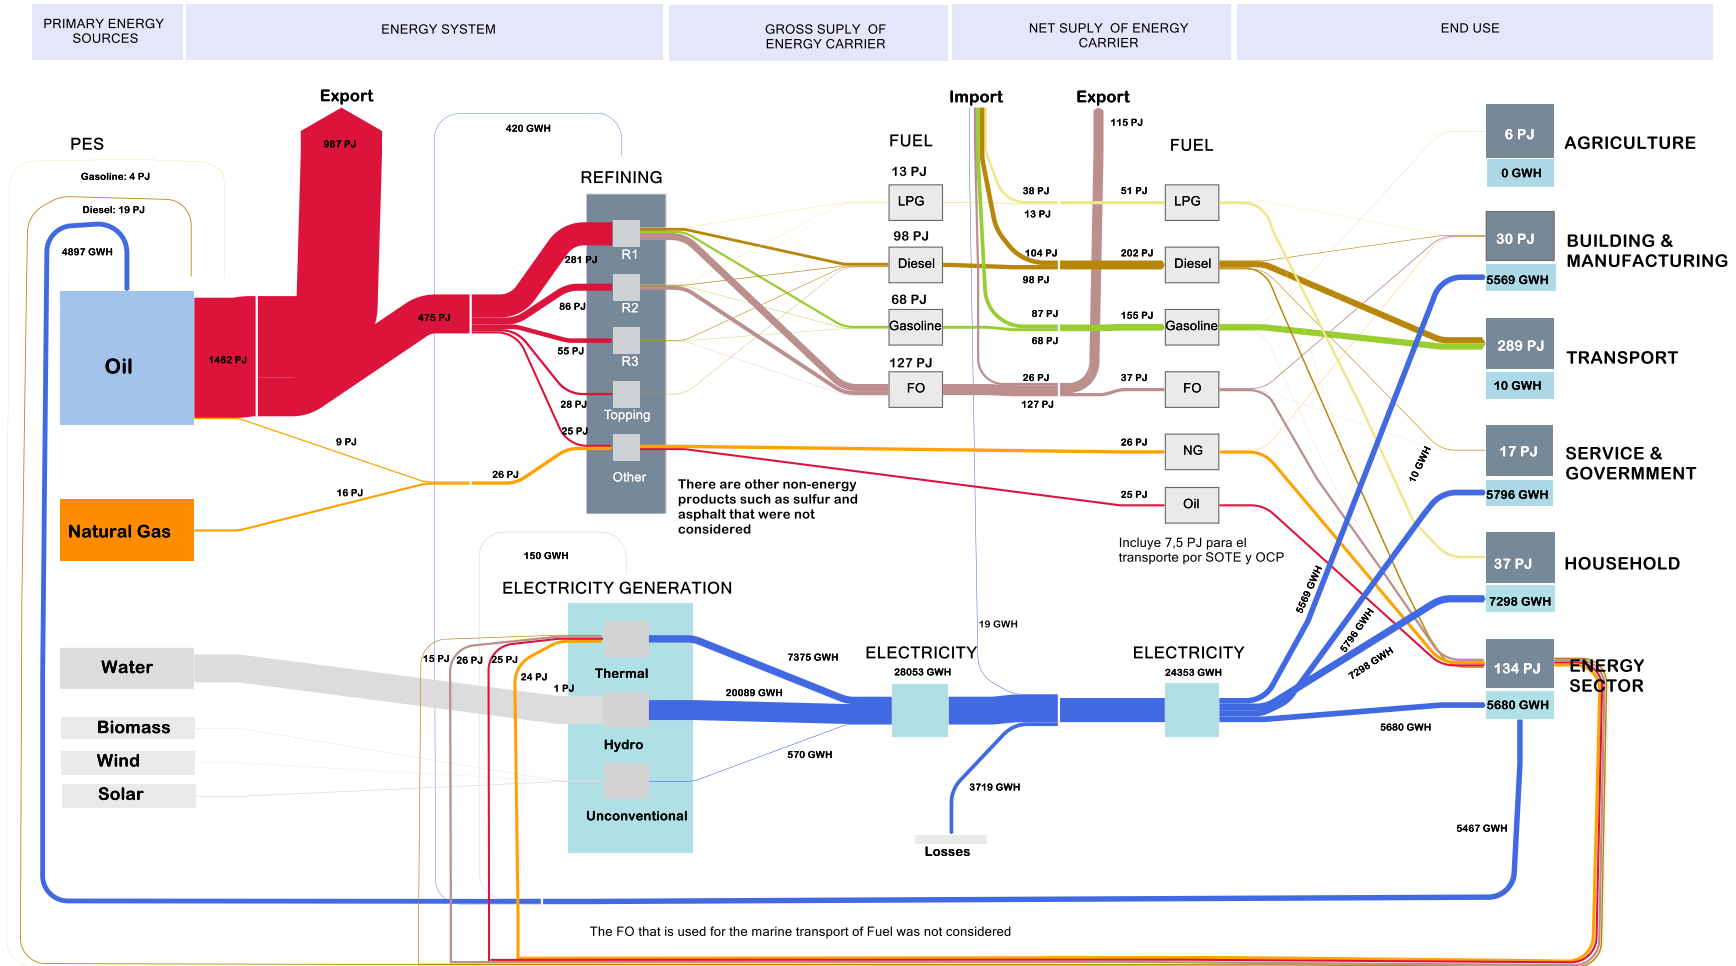 PRIMARY ENERGY
SOURCES
ENERGY SYSTEM
GROSS SUPLY OF
ENERGY CARRIER
NET SUPLY OF ENERGY
CARRIER
END USE
Export
987 PJ
PES
Gasoline: 4 PJ
Diesel: 19 PJ
4897 GWH
Oil
1462 PJ
475 PJ
9 PJ
16 PJ
26 PJ
Natural Gas
420 GWH
REFINING
R1
281 PJ
R2
86 PJ
R3
55 PJ
Topping
28 PJ
25 PJ
Other
There are other non-energy
products such as sulfur and
asphalt that were not
considered
FUEL
13 PJ
LPG
98 PJ
Diesel
68 PJ
Gasoline
127 PJ
FO
Import
Export
115 PJ
38 PJ
13 PJ
104 PJ
98 PJ
87 PJ
68 PJ
26 PJ
127 PJ
FUEL
51 PJ
LPG
202 PJ
Diesel
155 PJ
Gasoline
37 PJ
FO
26 PJ
NG
25 PJ
Oil
Incluye 7,5 PJ para el
transporte por SOTE y OCP
150 GWH
ELECTRICITY GENERATION
Water
Biomass
Wind
Solar
15 PJ
26 PJ
25 PJ
24 PJ
1 PJ
Thermal
Hydro
Unconventional
7375 GWH
20089 GWH
570 GWH
ELECTRICITY
28053 GWH
19 GWH
3719 GWH
Losses
ELECTRICITY
24353 GWH
5569 GWH
5796 GWH
7298 GWH
5680 GWH
10 GWH
6 PJ
0 GWH
AGRICULTURE
30 PJ
5569 GWH
BUILDING &
MANUFACTURING
289 PJ
10 GWH
TRANSPORT
17 PJ
5796 GWH
SERVICE &
GOVERMMENT
37 PJ
7298 GWH
HOUSEHOLD
134 PJ
5680 GWH
ENERGY
SECTOR
5467 GWH
The FO that is used for the marine transport of Fuel was not considered